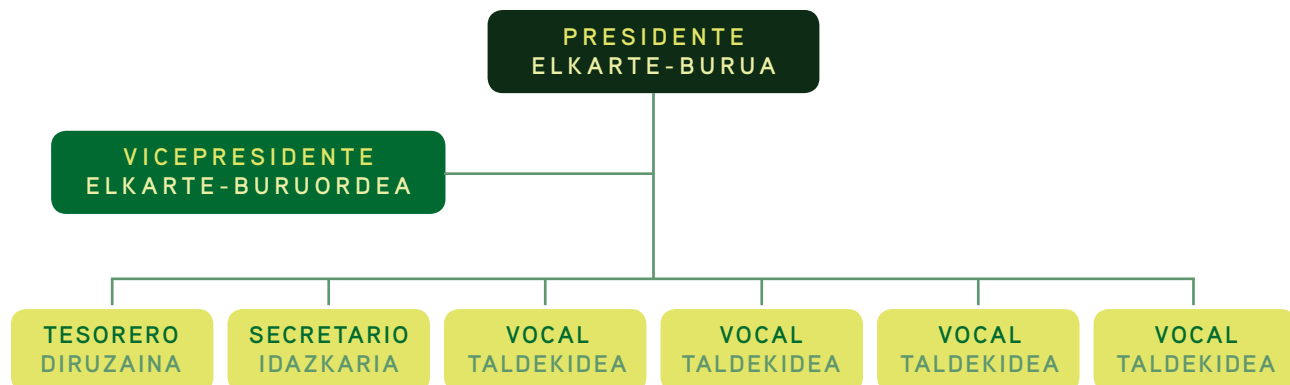 PRESIDENTE
ELKARTE-BURUA
VICEPRESIDENTE
ELKARTE-BURUORDEA
TESORERO
DIRUZAINA
SECRETARIO
IDAZKARIA
VOCAL
TALDEKIDEA
VOCAL
TALDEKIDEA
VOCAL
TALDEKIDEA
VOCAL
TALDEKIDEA